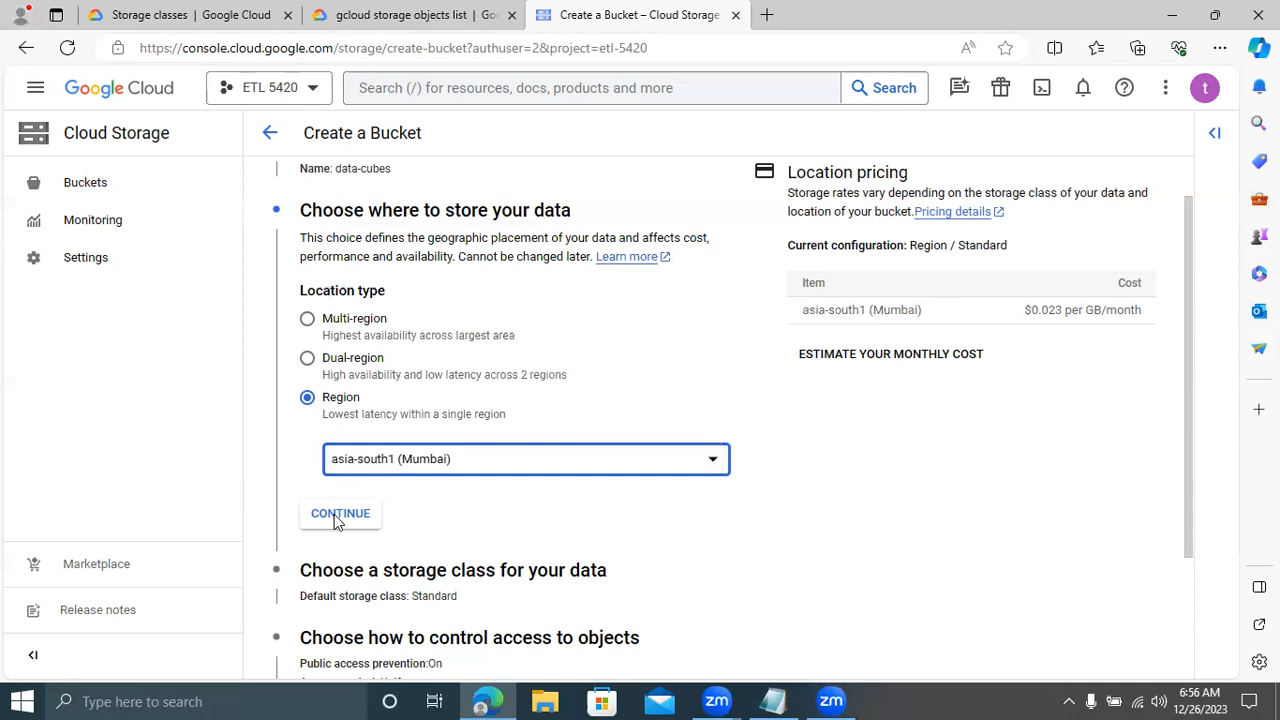 Storage classes | Google Cloud
gcloud storage objects list | Goo
Create a Bucket – Cloud Storage
https://console.cloud.google.com/storage/create-bucket?authuser=2&project=etl-5420
Google Cloud
ETL 5420
Search (/) for resources, docs, products and more
Search
t
Cloud Storage
Create a Bucket
Buckets
Monitoring
Settings
Marketplace
Release notes
Name: data-cubes
Choose where to store your data
This choice defines the geographic placement of your data and affects cost,
performance and availability. Cannot be changed later. Learn more
Location type
Multi-region
Highest availability across largest area
Dual-region
High availability and low latency across 2 regions
Region
Lowest latency within a single region
asia-south1 (Mumbai)
CONTINUE
Choose a storage class for your data
Default storage class: Standard
Choose how to control access to objects
Public access prevention:On
Location pricing
Storage rates vary depending on the storage class of your data and
location of your bucket.Pricing details
Current configuration: Region / Standard
Item Cost
asia-south1 (Mumbai) $0.023 per GB/month
ESTIMATE YOUR MONTHLY COST
Type here to search
zm
zm
6:56 AM
12/26/2023